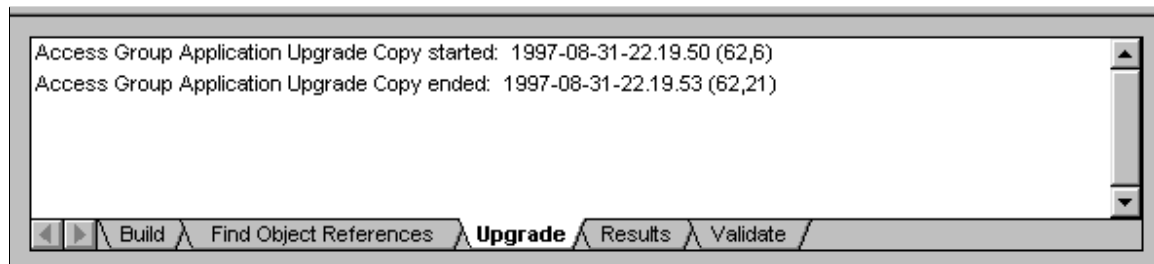 Access Group Application Upgrade Copy started:  1997-08-31-22.19.50 (62,6)
Access Group Application Upgrade Copy ended:  1997-08-31-22.19.53 (62,21)
Build Find Object References Upgrade Results Validate